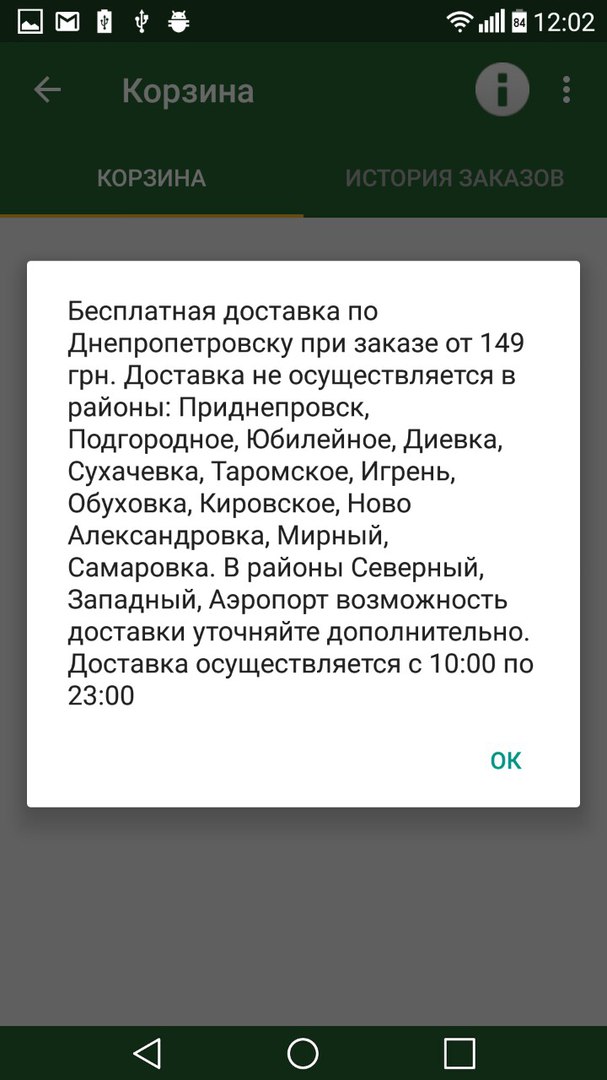 84 12:02
Корзина
КОРЗИНА ИСТОРИЯ ЗАКАЗОВ
Бесплатная доставка по
Днепропетровску при заказе от 149
грн. Доставка не осуществляется в
районы: Приднепровск,
Подгородное, Юбилейное, Диевка,
Сухачевка, Таромское, Игрень,
Обуховка, Кировское, Ново
Александровка, Мирный,
Самаровка. В районы Северный,
Западный, Аэропорт возможность
доставки уточняйте дополнительно.
Доставка осуществляется с 10:00 по
23:00
ОК